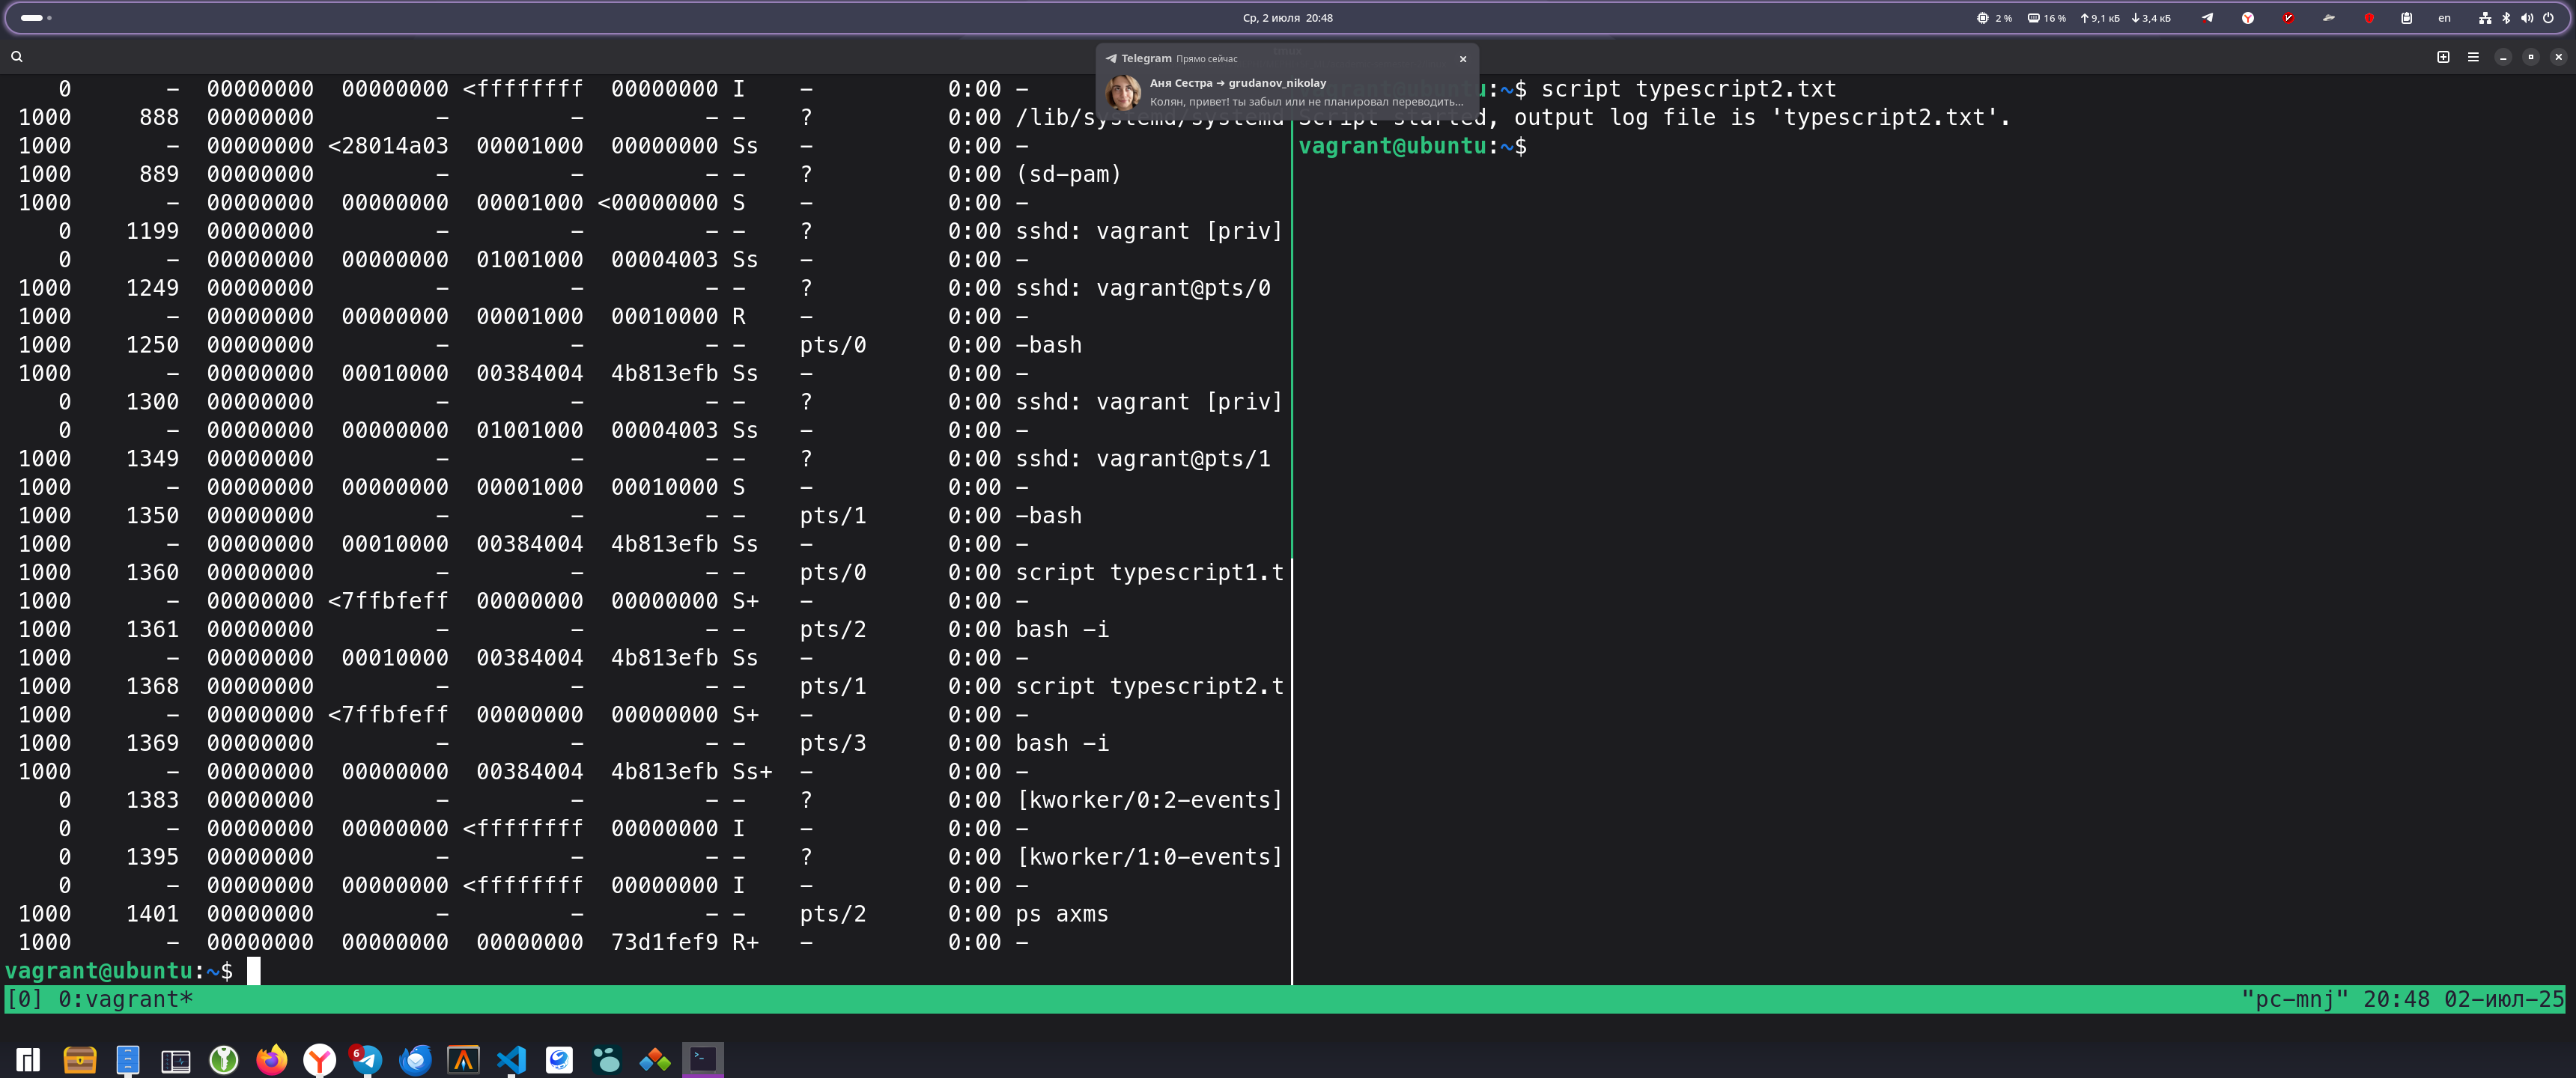 Ср, 2 июля 20:48
2 % 16 % 9,1 кБ 3,4 кБ en
Telegram Прямо сейчас
Аня Сестра → grudanov_nikolay
Колян, привет! ты забыл или не планировал переводить...
0 - 00000000 00000000 <ffffffff 00000000 I - 0:00 -
1000 888 00000000 - - - - ? 0:00 /lib/systemd/systemd
1000 - 00000000 <28014a03 00001000 00000000 Ss - 0:00 -
1000 889 00000000 - - - - ? 0:00 (sd-pam)
1000 - 00000000 00000000 00001000 <00000000 S - 0:00 -
0 1199 00000000 - - - - ? 0:00 sshd: vagrant [priv]
0 - 00000000 00000000 01001000 00004003 Ss - 0:00 -
1000 1249 00000000 - - - - ? 0:00 sshd: vagrant@pts/0
1000 - 00000000 00000000 00001000 00010000 R - 0:00 -
1000 1250 00000000 - - - - pts/0 0:00 -bash
1000 - 00000000 00010000 00384004 4b813efb Ss - 0:00 -
0 1300 00000000 - - - - ? 0:00 sshd: vagrant [priv]
0 - 00000000 00000000 01001000 00004003 Ss - 0:00 -
1000 1349 00000000 - - - - ? 0:00 sshd: vagrant@pts/1
1000 - 00000000 00000000 00001000 00010000 S - 0:00 -
1000 1350 00000000 - - - - pts/1 0:00 -bash
1000 - 00000000 00010000 00384004 4b813efb Ss - 0:00 -
1000 1360 00000000 - - - - pts/0 0:00 script typescript1.t
1000 - 00000000 <7ffbfeff 00000000 00000000 S+ - 0:00 -
1000 1361 00000000 - - - - pts/2 0:00 bash -i
1000 - 00000000 00010000 00384004 4b813efb Ss - 0:00 -
1000 1368 00000000 - - - - pts/1 0:00 script typescript2.t
1000 - 00000000 <7ffbfeff 00000000 00000000 S+ - 0:00 -
1000 1369 00000000 - - - - pts/3 0:00 bash -i
1000 - 00000000 00000000 00384004 4b813efb Ss+ - 0:00 -
0 1383 00000000 - - - - ? 0:00 [kworker/0:2-events]
0 - 00000000 00000000 <ffffffff 00000000 I - 0:00 -
0 1395 00000000 - - - - ? 0:00 [kworker/1:0-events]
0 - 00000000 00000000 <ffffffff 00000000 I - 0:00 -
1000 1401 00000000 - - - - pts/2 0:00 ps axms
1000 - 00000000 00000000 00000000 73d1fef9 R+ - 0:00 -
vagrant@ubuntu:~$
u:~$ script typescript2.txt
Script started, output log file is 'typescript2.txt'.
vagrant@ubuntu:~$
[0] 0:vagrant* "pc-mnj" 20:48 02-июл-25
6